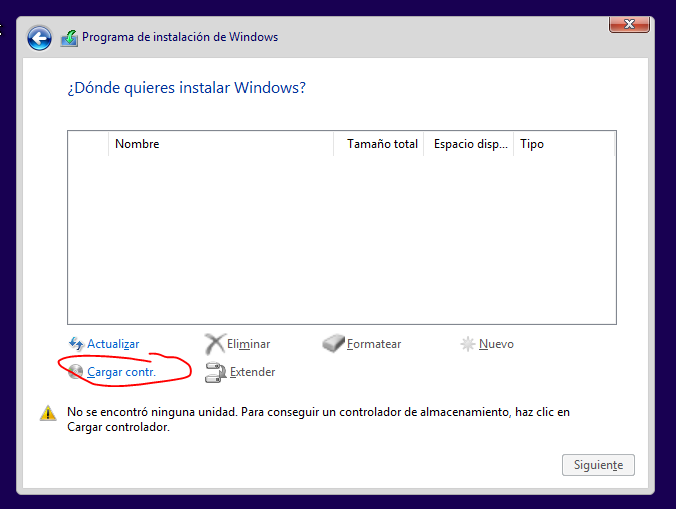 Programa de instalación de Windows
¿Dónde quieres instalar Windows?
Nombre Tamaño total Espacio disp... Tipo
Actualizar Eliminar Formatear Nuevo
Cargar contr. Extender
No se encontró ninguna unidad. Para conseguir un controlador de almacenamiento, haz clic en
Cargar controlador.
Siguiente